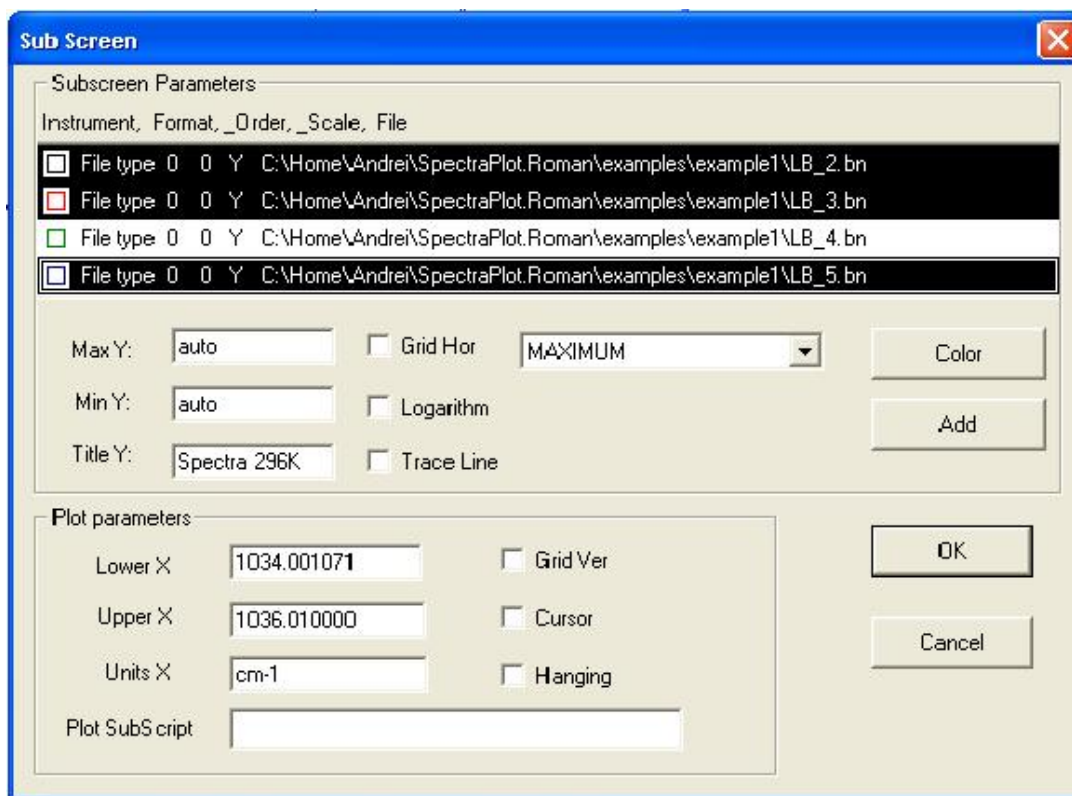 Sub Screen
Subscreen Parameters
Instrument, Format, _Order, _Scale, File
File type 0 0 Y C:\Home\Andrei\SpectraPlot.Roman\examples\example1\LB_2.bn
File type 0 0 Y C:\Home\Andrei\SpectraPlot.Roman\examples\example1\LB_3.bn
File type 0 0 Y C:\Home\Andrei\SpectraPlot.Roman\examples\example1\LB_4.bn
File type 0 0 Y C:\Home\Andrei\SpectraPlot.Roman\examples\example1\LB_5.bn
Max Y: auto Grid Hor MAXIMUM Color
Min Y: auto Logarithm Add
Title Y: Spectra 296K Trace Line
Plot parameters
Lower X 1034.001071 Grid Ver OK
Upper X 1036.010000 Cursor
Units X cm-1 Hanging Cancel
Plot SubScript